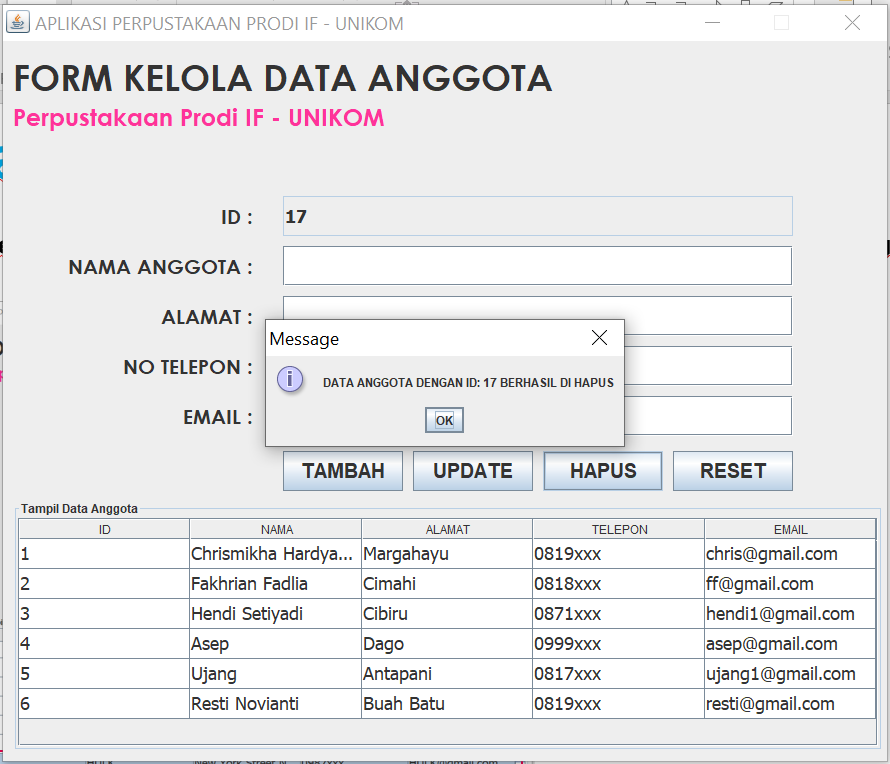 APLIKASI PERPUSTAKAAN PRODI IF - UNIKOM
FORM KELOLA DATA ANGGOTA
Perpustakaan Prodi IF - UNIKOM
ID : 17
NAMA ANGGOTA :
ALAMAT :
NO TELEPON :
EMAIL :
Message
DATA ANGGOTA DENGAN ID: 17 BERHASIL DI HAPUS
OK
TAMBAH UPDATE HAPUS RESET
Tampil Data Anggota
ID NAMA ALAMAT TELEPON EMAIL
1 Chrismikha Hardya... Margahayu 0819xxx chris@gmail.com
2 Fakhrian Fadlia Cimahi 0818xxx ff@gmail.com
3 Hendi Setiyadi Cibiru 0871xxx hendi1@gmail.com
4 Asep Dago 0999xxx asep@gmail.com
5 Ujang Antapani 0817xxx ujang1@gmail.com
6 Resti Novianti Buah Batu 0819xxx resti@gmail.com